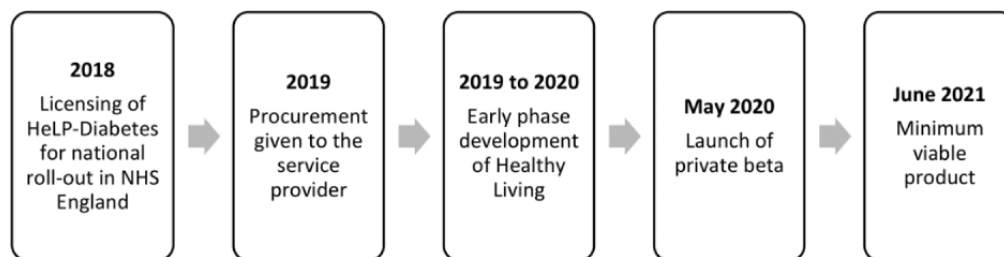 2018
Licensing of
HeLP-Diabetes
for national
roll-out in NHS
England
2019
Procurement
given to the
service
provider
2019 to 2020
Early phase
development
of Healthy
Living
May 2020
Launch of
private beta
June 2021
Minimum
viable
product